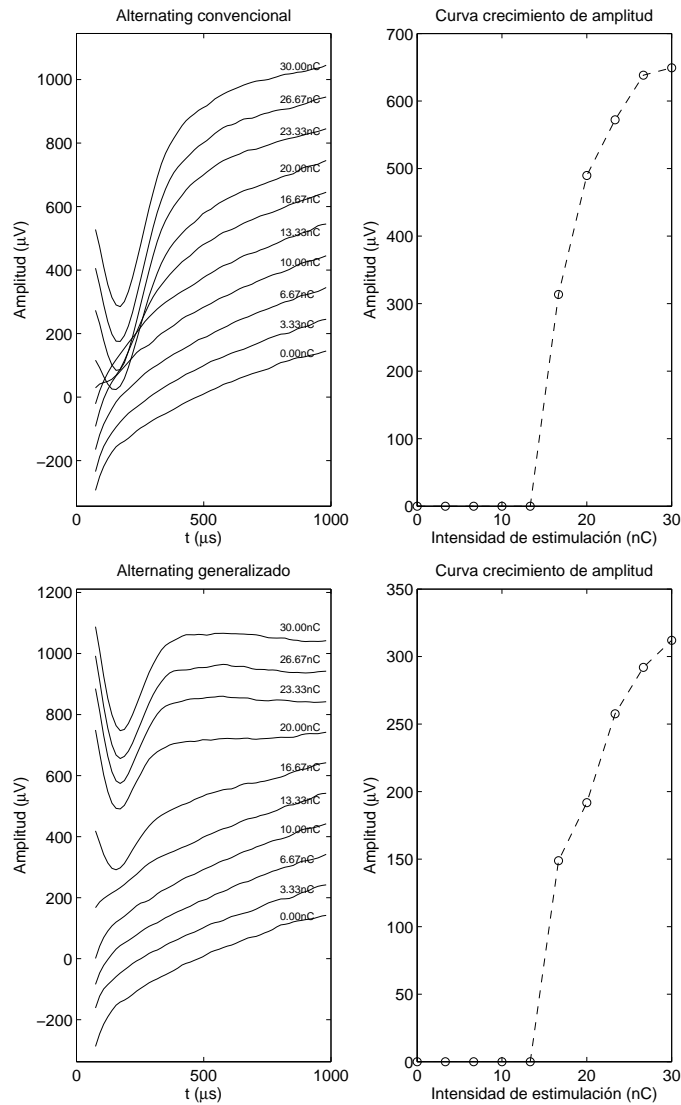 Alternating convencional
1000
800
600
400
200
0
−200
Amplitud (μV)
30.00nC
26.67nC
23.33nC
20.00nC
16.67nC
13.33nC
10.00nC
6.67nC
3.33nC
0.00nC
0 500 1000
t (μs)
Curva crecimiento de amplitud
700
600
500
400
300
200
100
0
Amplitud (μV)
0 10 20 30
Intensidad de estimulación (nC)
Alternating generalizado
1200
1000
800
600
400
200
0
−200
Amplitud (μV)
30.00nC
26.67nC
23.33nC
20.00nC
16.67nC
13.33nC
10.00nC
6.67nC
3.33nC
0.00nC
0 500 1000
t (μs)
Curva crecimiento de amplitud
350
300
250
200
150
100
50
0
Amplitud (μV)
0 10 20 30
Intensidad de estimulación (nC)